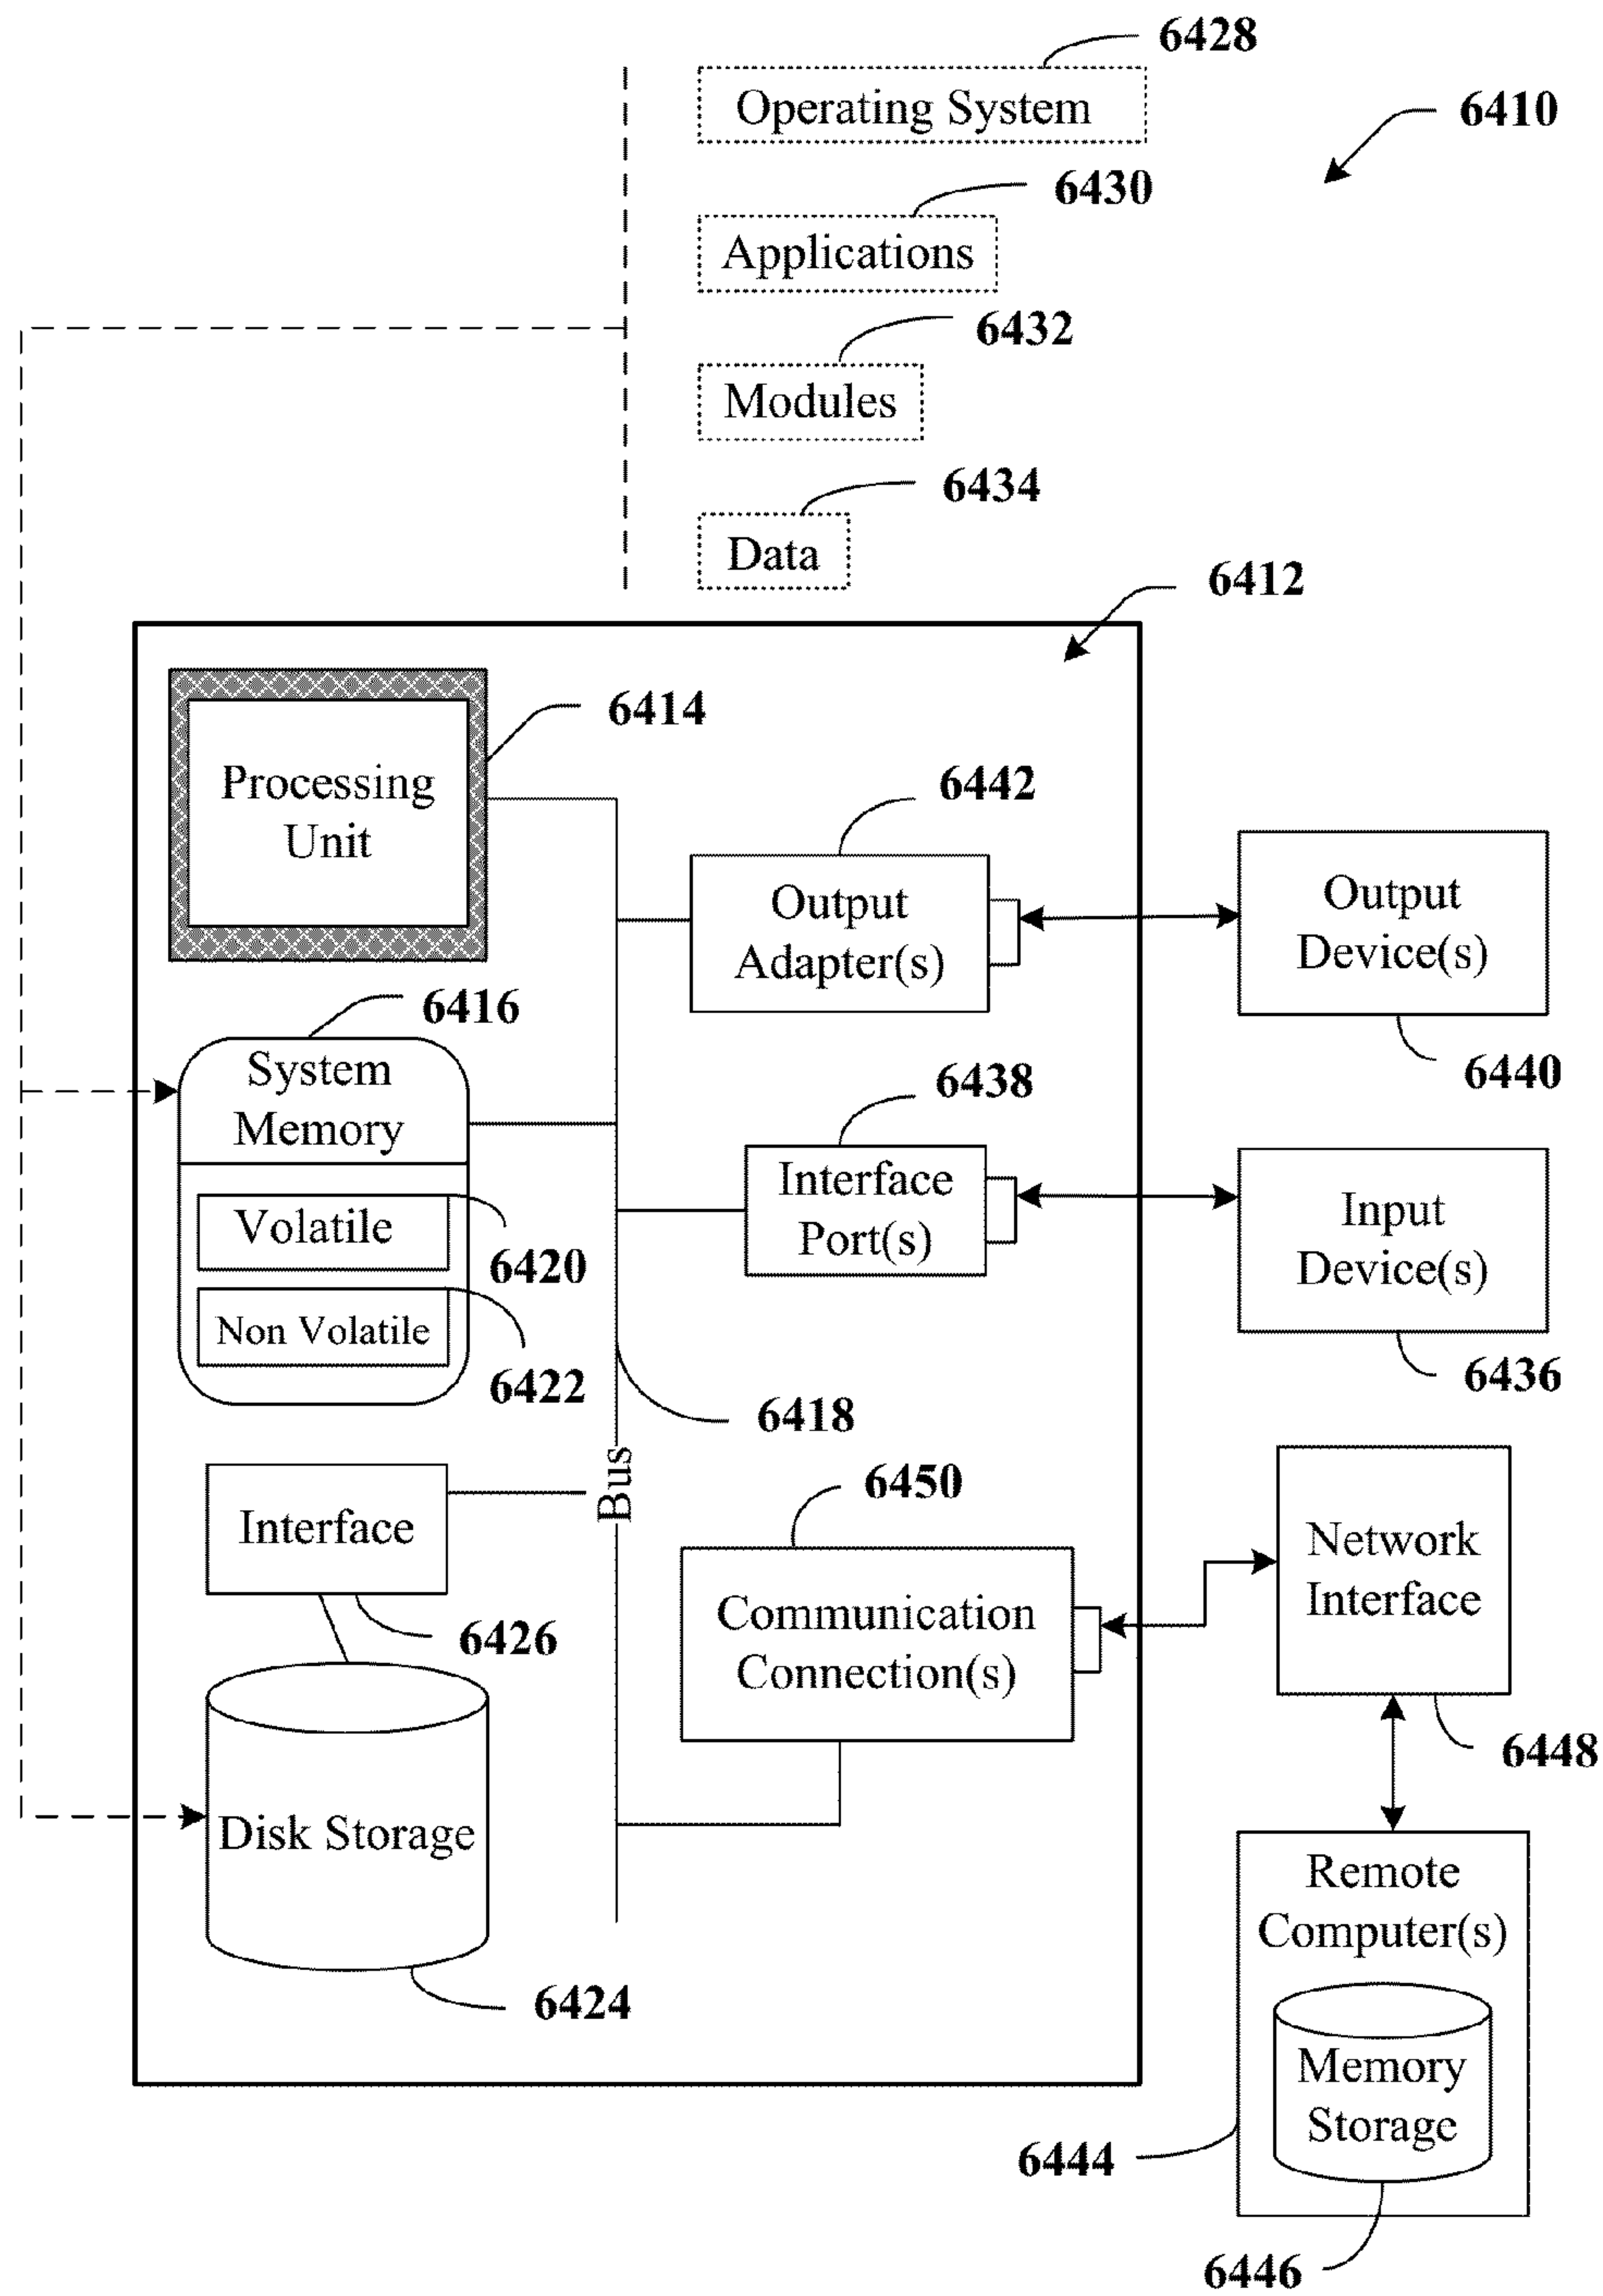 6428
Operating System
6410
6430
Applications
6432
Modules
6434
Data
6412
6414
Processing
Unit
6442
Output
Adapter(s)
Output
Device(s)
6440
6416
System
Memory
6438
Interface
Port(s)
Input
Device(s)
6436
Volatile
6420
Non Volatile
6422
6418
Bus
6450
Interface
6426
Communication
Connection(s)
Network
Interface
6448
Disk Storage
6424
Remote
Computer(s)
Memory
Storage
6444
6446